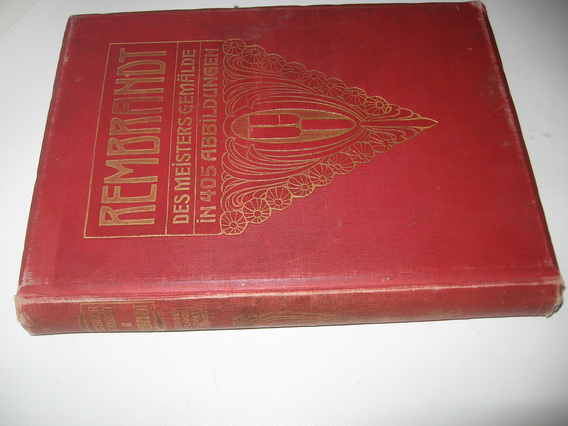 REMBRANDT
DES MEISTERS GEMÄLDE
IN 405 ABBILDUNGEN